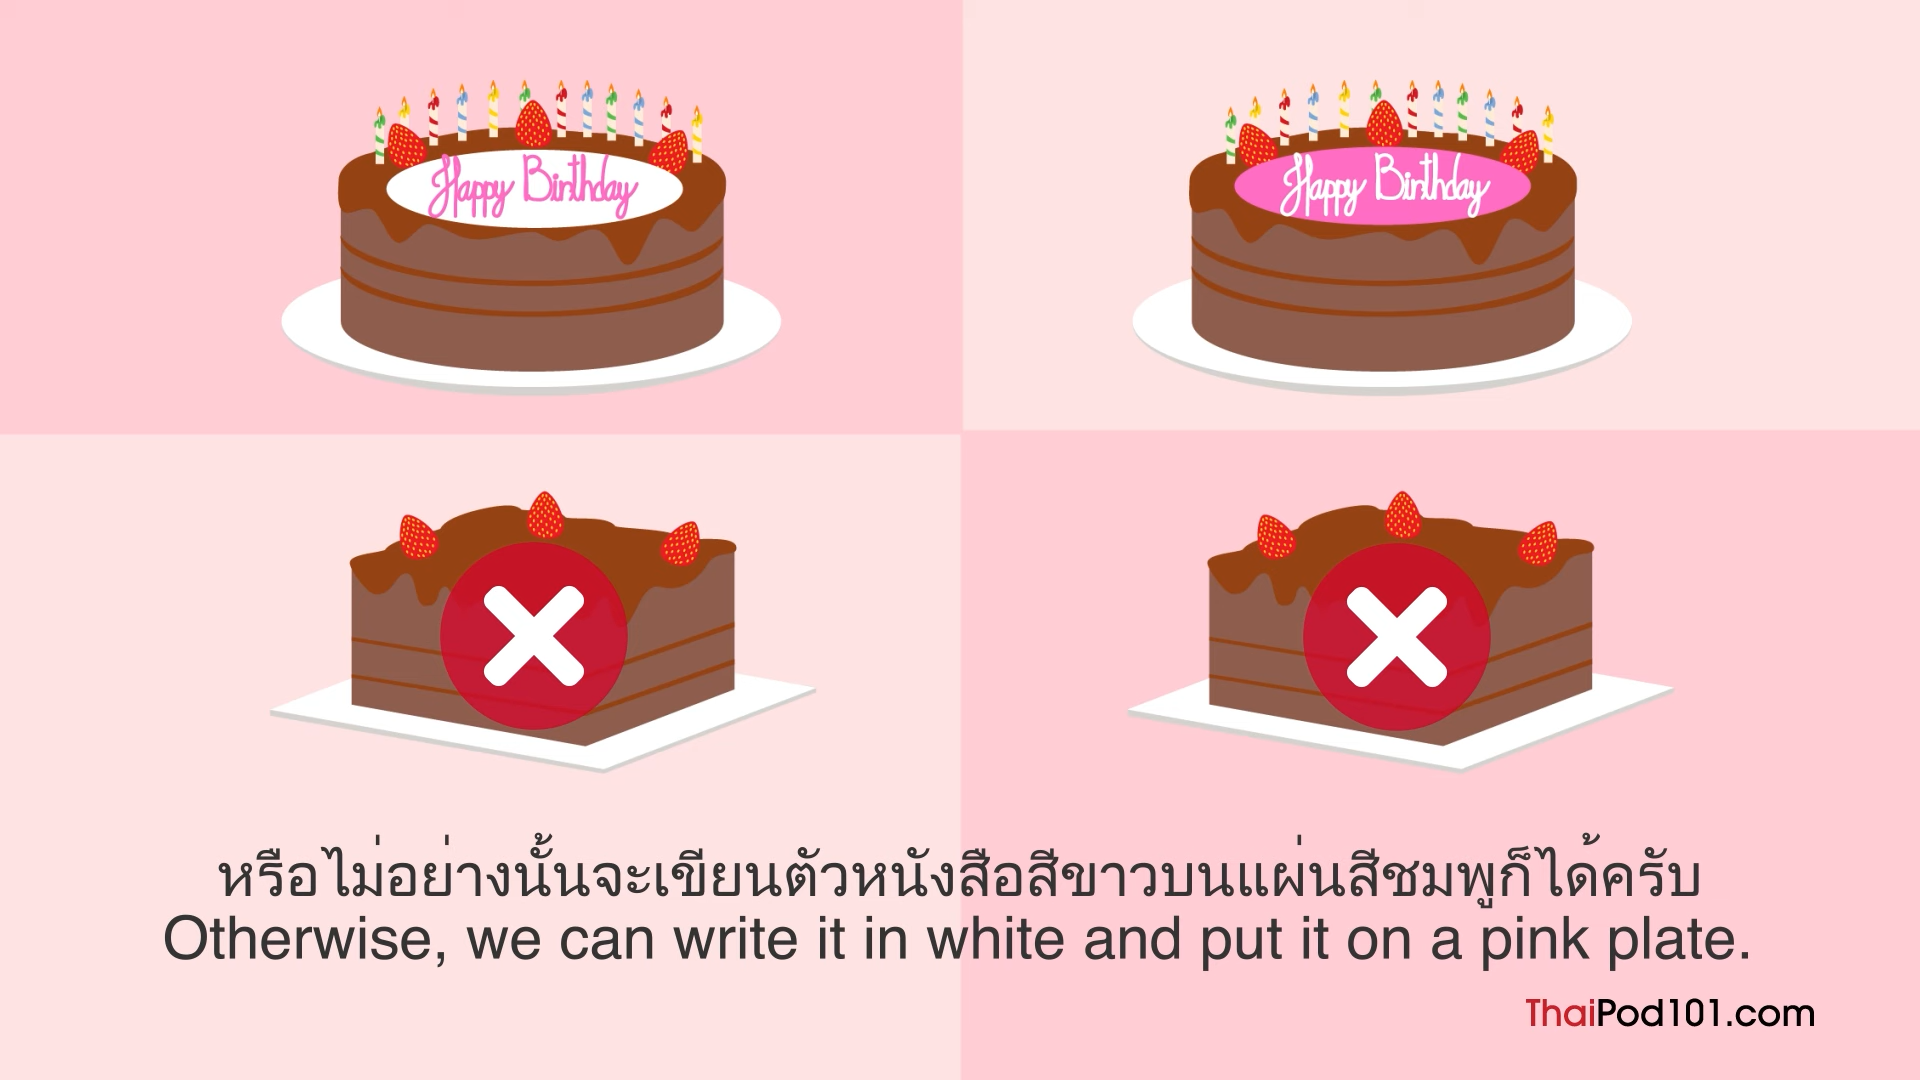 Happy Birthday
Happy Birthday
หรือไม่อย่างนั้นจะเขียนตัวหนังสือสีขาวบนแผ่นสีชมพูก็ได้ครับ
Otherwise, we can write it in white and put it on a pink plate.
ThaiPod101.com